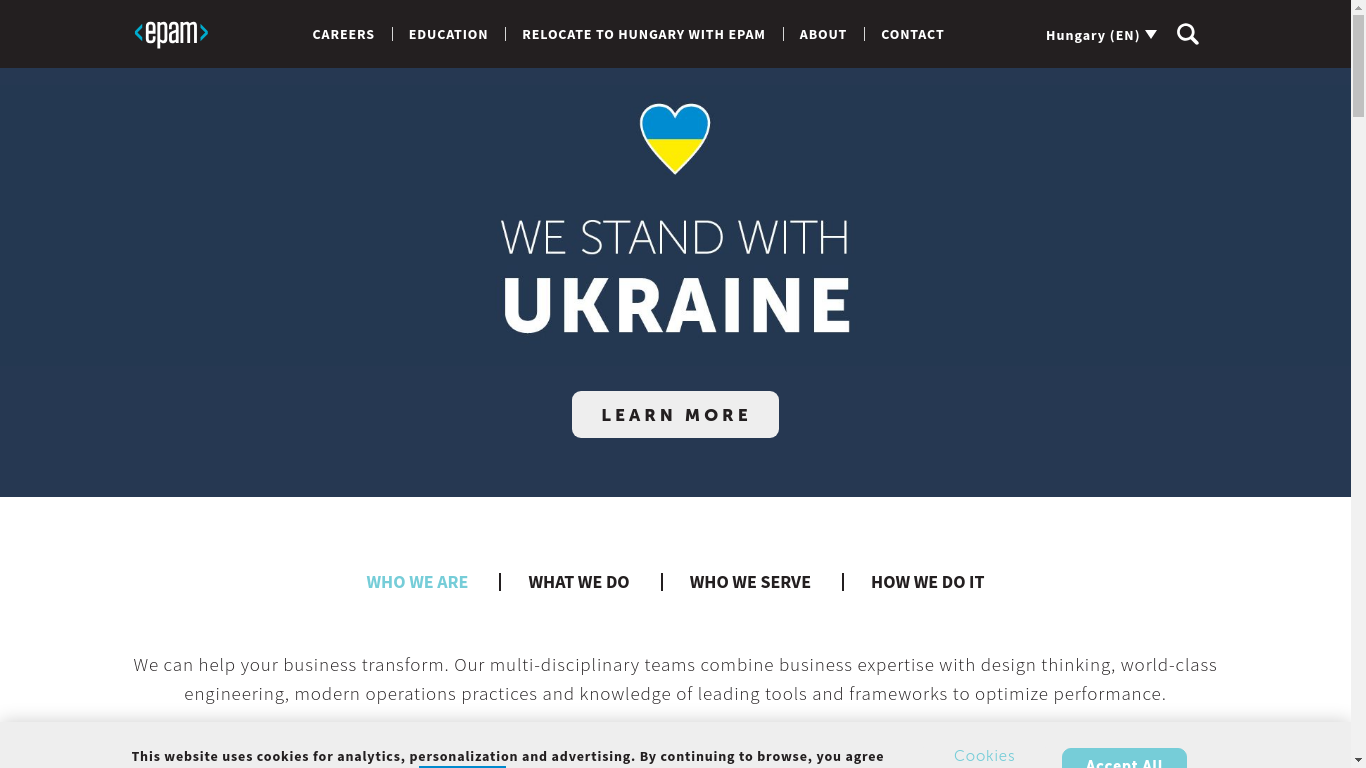 <epam>
CAREERS
EDUCATION
RELOCATE TO HUNGARY WITH EPAM
ABOUT
CONTACT
Hungary (EN)
WE STAND WITH
UKRAINE
LEARN MORE
WHO WE ARE
WHAT WE DO
WHO WE SERVE
HOW WE DO IT
We can help your business transform. Our multi-disciplinary teams combine business expertise with design thinking, world-class
engineering, modern operations practices and knowledge of leading tools and frameworks to optimize performance.
This website uses cookies for analytics, personalization and advertising. By continuing to browse, you agree
Cookies
Accept All